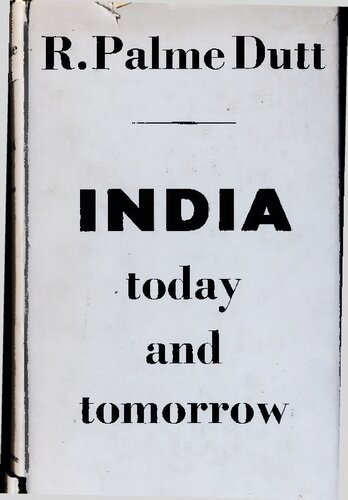 R. Palme Dutt
INDIA
today
and
tomorrow